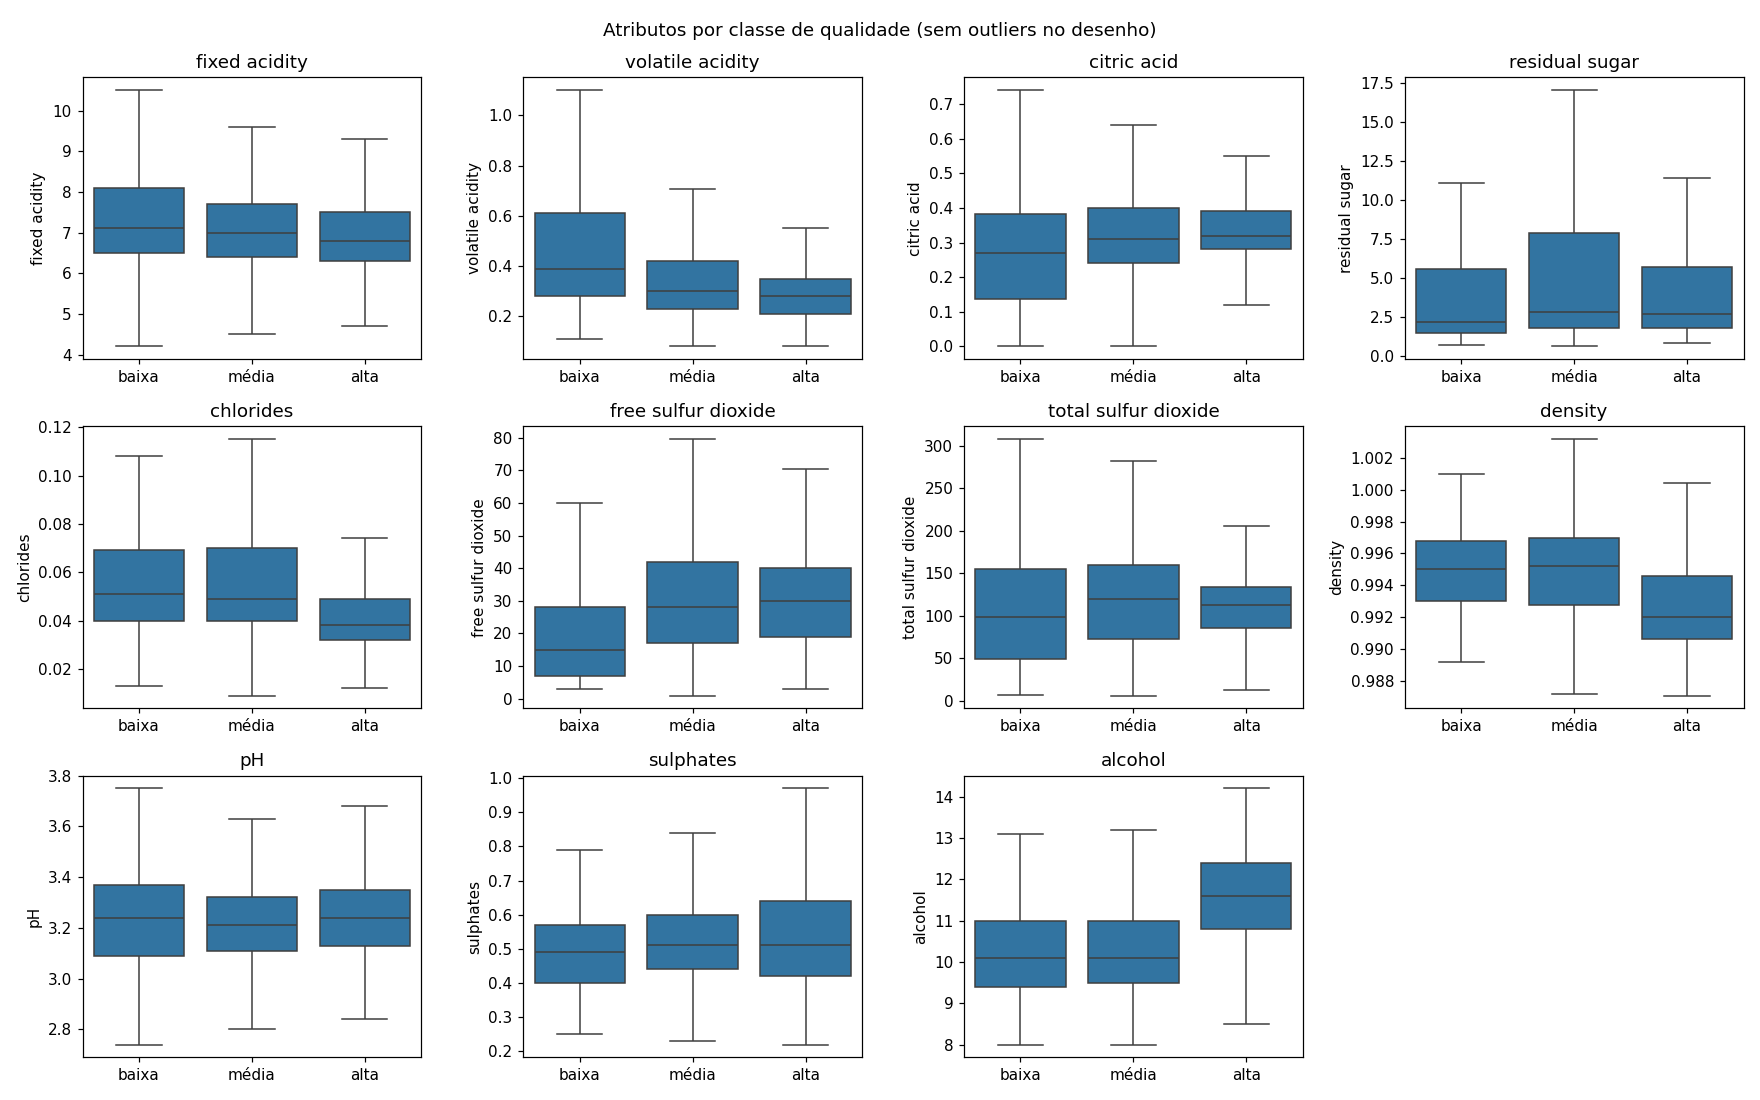 Atributos por classe de qualidade (sem outliers no desenho)
fixed acidity
fixed acidity
10
9
8
7
6
5
4
baixa média alta
volatile acidity
volatile acidity
1.0
0.8
0.6
0.4
0.2
baixa média alta
citric acid
citric acid
0.7
0.6
0.5
0.4
0.3
0.2
0.1
0.0
baixa média alta
residual sugar
residual sugar
17.5
15.0
12.5
10.0
7.5
5.0
2.5
0.0
baixa média alta
chlorides
chlorides
0.12
0.10
0.08
0.06
0.04
0.02
baixa média alta
free sulfur dioxide
free sulfur dioxide
80
70
60
50
40
30
20
10
0
baixa média alta
total sulfur dioxide
total sulfur dioxide
300
250
200
150
100
50
0
baixa média alta
density
density
1.002
1.000
0.998
0.996
0.994
0.992
0.990
0.988
baixa média alta
pH
pH
3.8
3.6
3.4
3.2
3.0
2.8
baixa média alta
sulphates
sulphates
1.0
0.9
0.8
0.7
0.6
0.5
0.4
0.3
0.2
baixa média alta
alcohol
alcohol
14
13
12
11
10
9
8
baixa média alta